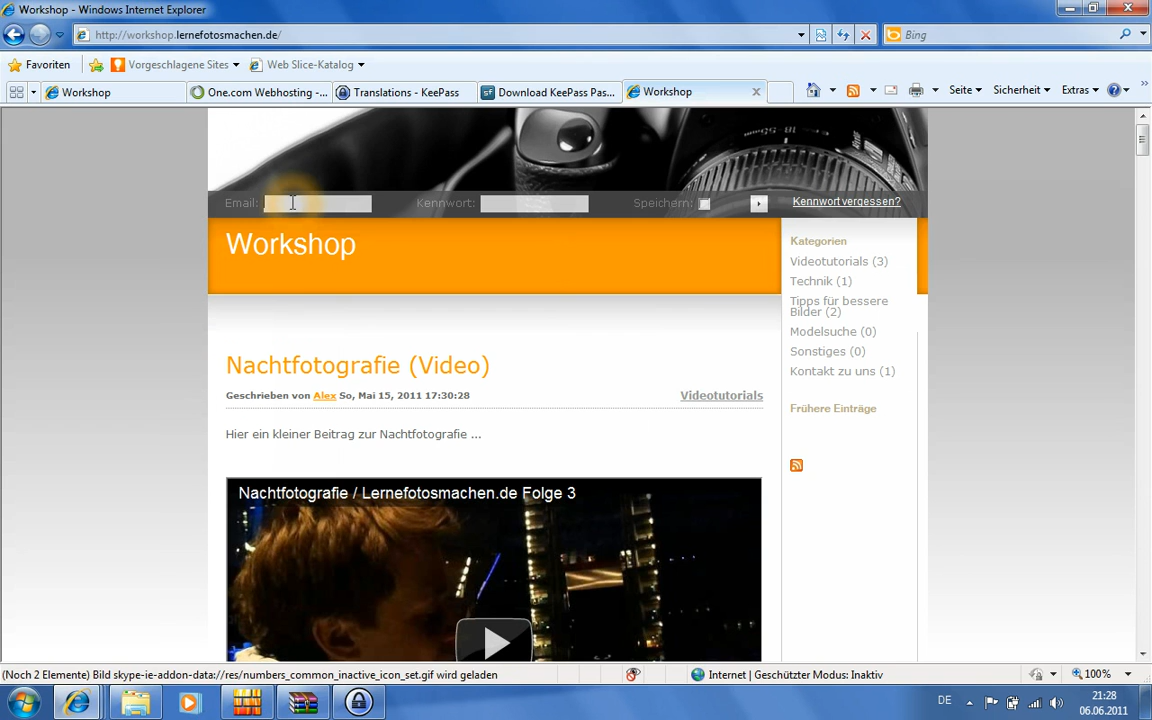 Workshop - Windows Internet Explorer
http://workshop.lernefotosmachen.de/
Bing
Favoriten
Vorgeschlagene Sites
Web Slice-Katalog
Workshop
One.com Webhosting -...
Translations - KeePass
Download KeePass Pas...
Workshop
Seite
Sicherheit
Extras
18-55mm
Email:
Kennwort:
Speichern:
Kennwort vergessen?
Workshop
Kategorien
Videotutorials (3)
Technik (1)
Tipps für bessere
Bilder (2)
Modelsuche (0)
Sonstiges (0)
Kontakt zu uns (1)
Frühere Einträge
Nachtfotografie (Video)
Geschrieben von Alex So, Mai 15, 2011 17:30:28
Videotutorials
Hier ein kleiner Beitrag zur Nachtfotografie ...
Nachtfotografie / Lernefotosmachen.de Folge 3
(Noch 2 Elemente) Bild skype-ie-addon-data://res/numbers_common_inactive_icon_set.gif wird geladen
Internet | Geschützter Modus: Inaktiv
100%
DE
21:28
06.06.2011